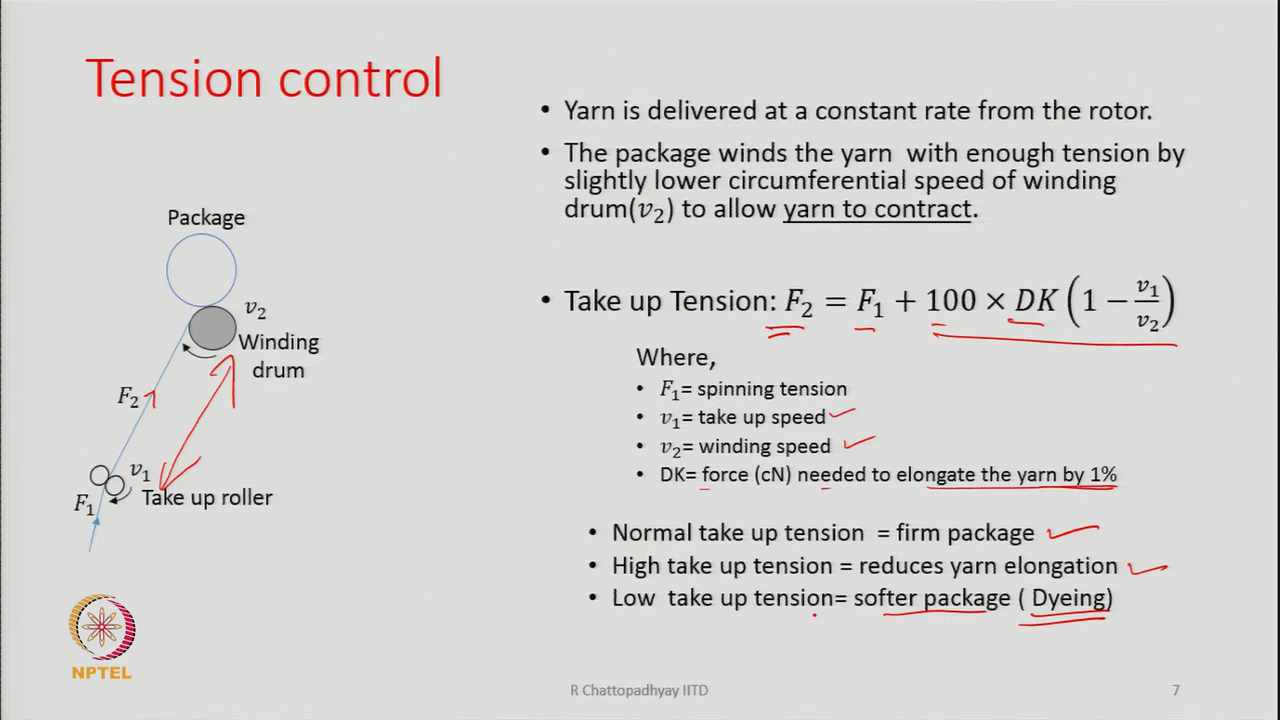 Tension control
• Yarn is delivered at a constant rate from the rotor.
• The package winds the yarn with enough tension by
slightly lower circumferential speed of winding
drum(𝑣₂) to allow yarn to contract.
Package
𝑣₂
Winding
drum
F₂
𝑣₁
F₁
Take up roller
• Take up Tension: F₂ = F₁ + 100 × DK (1 − 𝑣₁/𝑣₂)
Where,
• F₁= spinning tension
• 𝑣₁= take up speed
• 𝑣₂= winding speed
• DK= force (cN) needed to elongate the yarn by 1%
• Normal take up tension = firm package
• High take up tension = reduces yarn elongation
• Low take up tension= softer package ( Dyeing)
NPTEL
R Chattopadhyay IITD
7